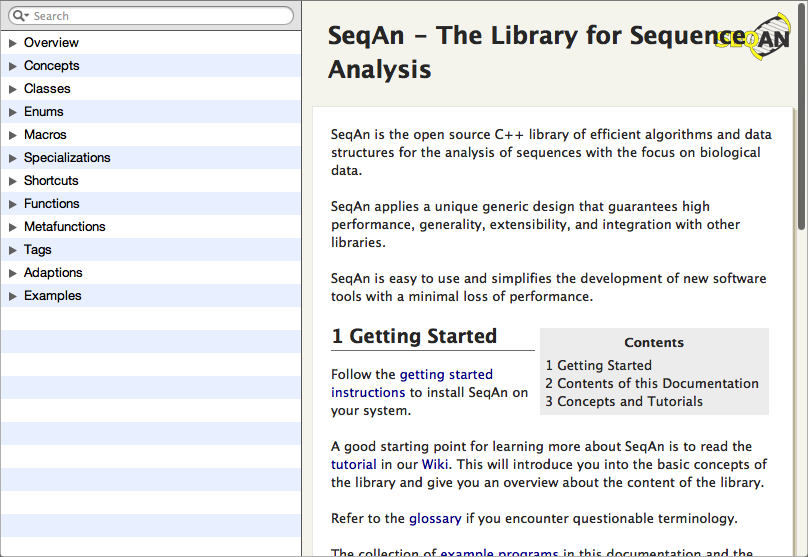 Search
Overview
Concepts
Classes
Enums
Macros
Specializations
Shortcuts
Functions
Metafunctions
Tags
Adaptions
Examples
SeqAn – The Library for Sequence
Analysis
SEQAN
SeqAn is the open source C++ library of efficient algorithms and data
structures for the analysis of sequences with the focus on biological
data.
SeqAn applies a unique generic design that guarantees high
performance, generality, extensibility, and integration with other
libraries.
SeqAn is easy to use and simplifies the development of new software
tools with a minimal loss of performance.
1 Getting Started
Follow the getting started
instructions to install SeqAn on
your system.
Contents
1 Getting Started
2 Contents of this Documentation
3 Concepts and Tutorials
A good starting point for learning more about SeqAn is to read the
tutorial in our Wiki. This will introduce you into the basic concepts of
the library and give you an overview about the content of the library.
Refer to the glossary if you encounter questionable terminology.
The collection of example programs in this documentation and the